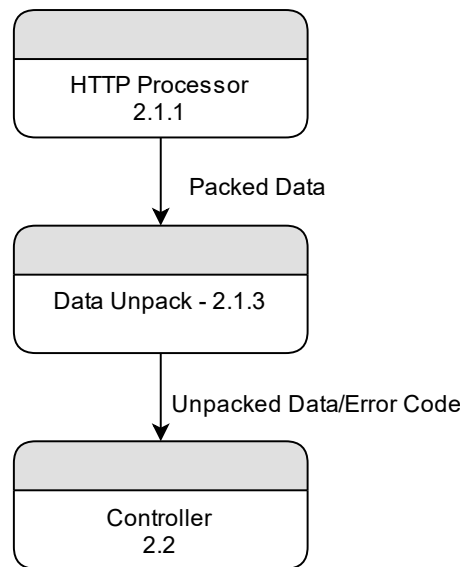 HTTP Processor
2.1.1
Packed Data
Data Unpack - 2.1.3
Unpacked Data/Error Code
Controller
2.2